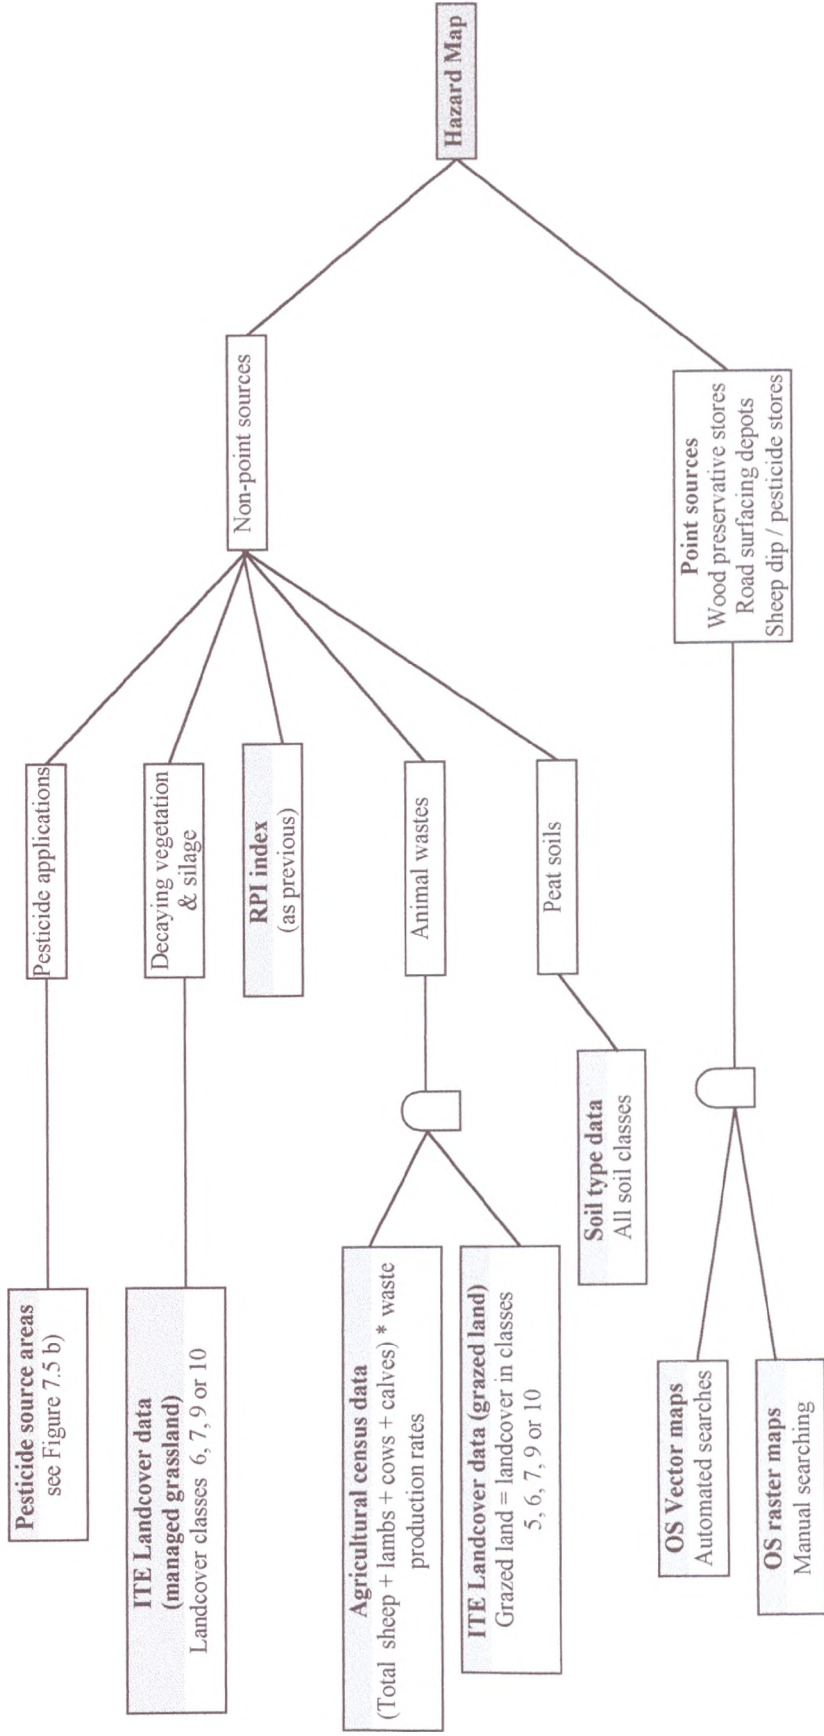 Hazard Map
Non-point sources
Point sources
Wood preservative stores
Road surfacing depots
Sheep dip / pesticide stores
Pesticide applications
Decaying vegetation
& silage
RPI index
(as previous)
Animal wastes
Peat soils
Pesticide source areas
see Figure 7.5 b)
ITE Landcover data
(managed grassland)
Landcover classes 6, 7, 9 or 10
Agricultural census data
(Total sheep + lambs + cows + calves) * waste
production rates
ITE Landcover data (grazed land)
Grazed land = landcover in classes
5, 6, 7, 9 or 10
Soil type data
All soil classes
OS Vector maps
Automated searches
OS raster maps
Manual searching